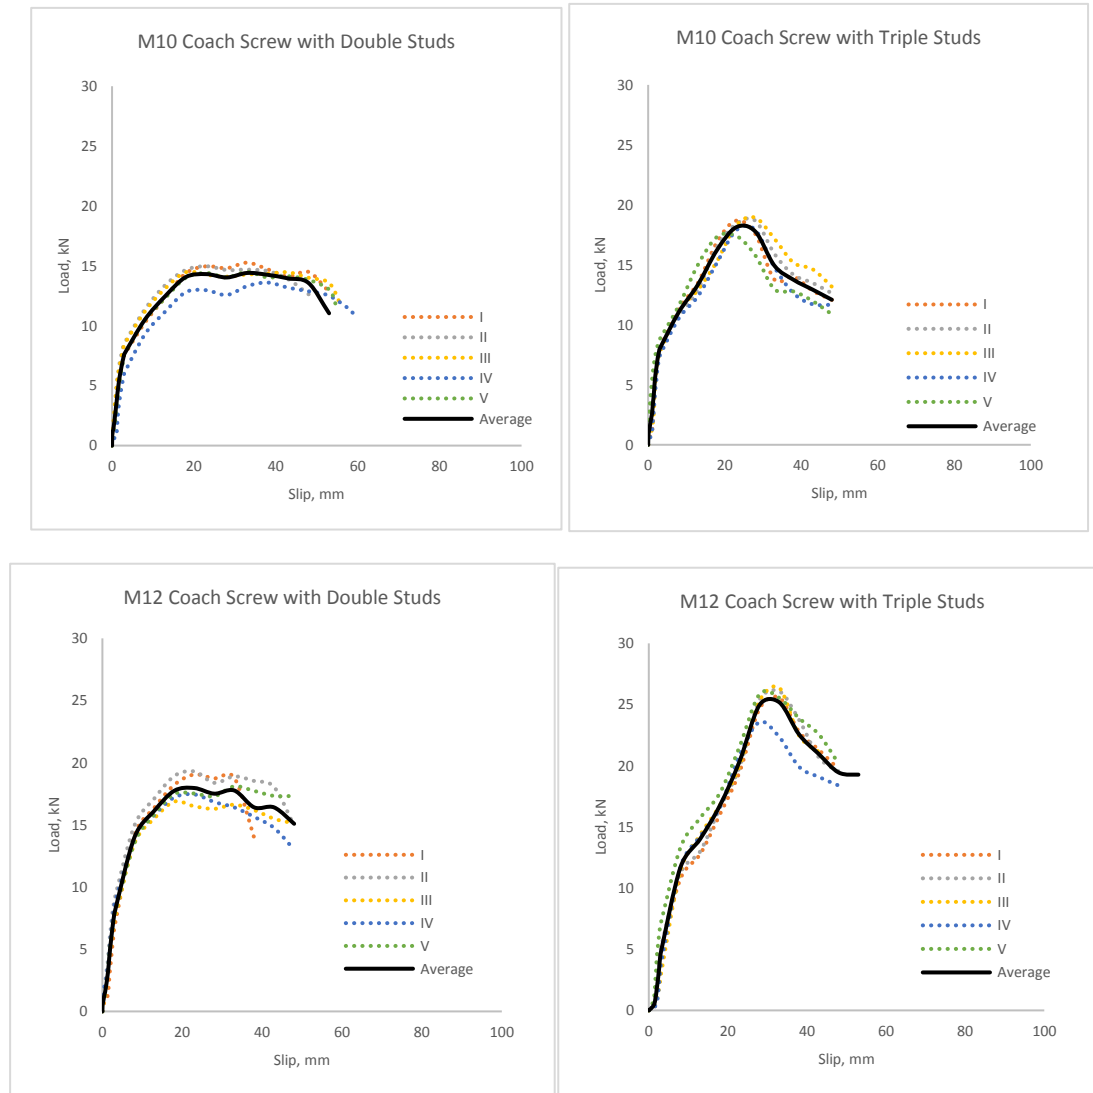 M10 Coach Screw with Double Studs
30
25
20
15
10
5
0
Load, kN
0 20 40 60 80 100
Slip, mm
I
II
III
IV
V
Average
M10 Coach Screw with Triple Studs
30
25
20
15
10
5
0
Load, kN
0 20 40 60 80 100
Slip, mm
I
II
III
IV
V
Average
M12 Coach Screw with Double Studs
30
25
20
15
10
5
0
Load, kN
0 20 40 60 80 100
Slip, mm
I
II
III
IV
V
Average
M12 Coach Screw with Triple Studs
30
25
20
15
10
5
0
Load, kN
0 20 40 60 80 100
Slip, mm
I
II
III
IV
V
Average